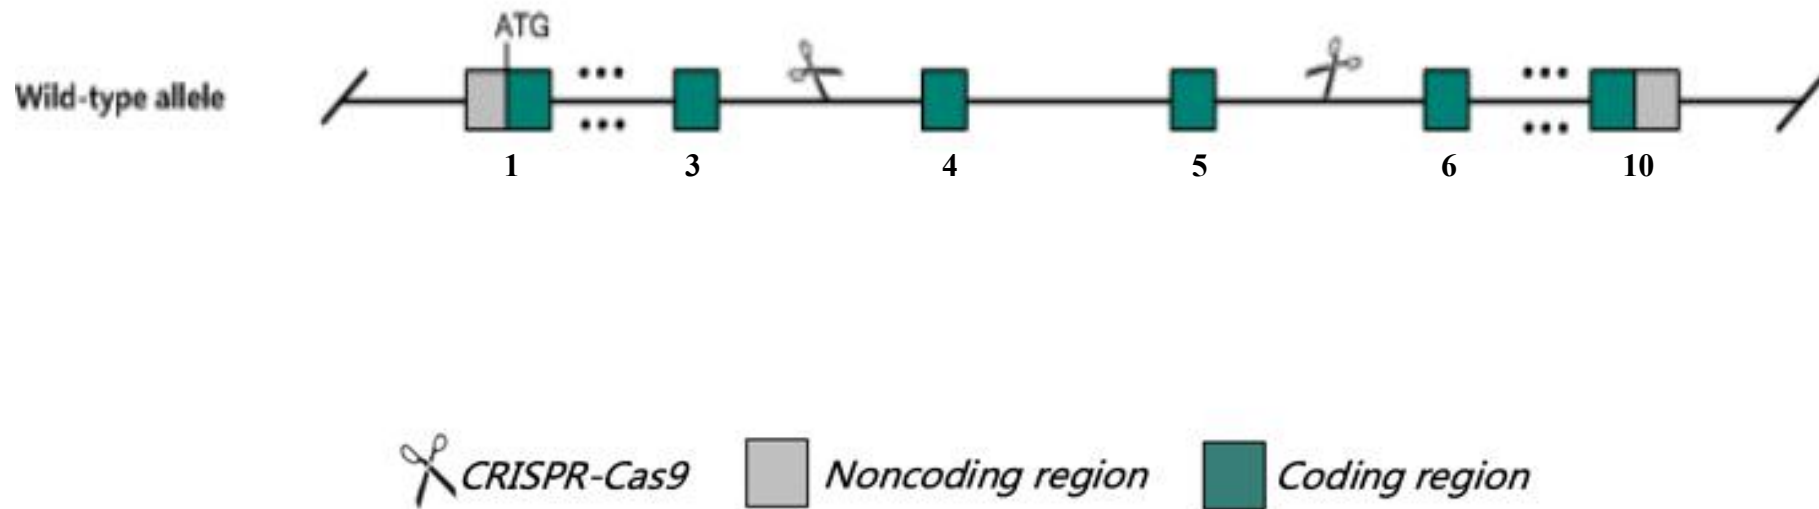 ATG
Wild-type allele
... ...
... ...
1 3 4 5 6 10
CRISPR-Cas9 Noncoding region Coding region